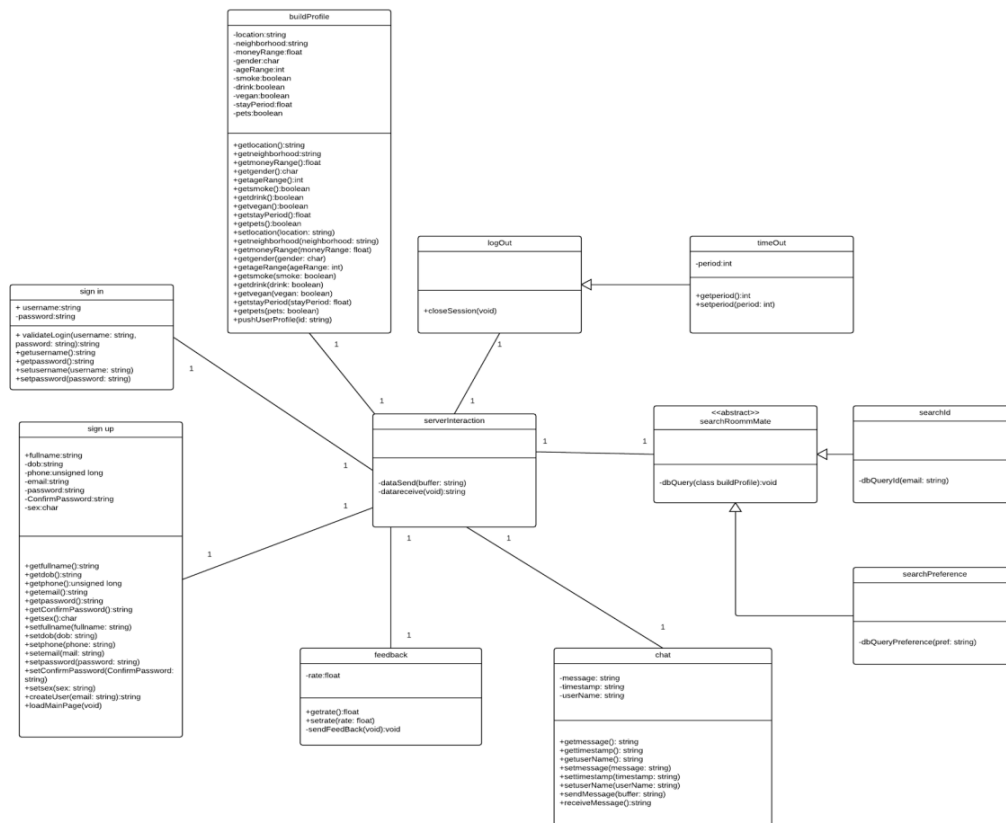 buildProfile
-location:string
-neighborhood:string
-moneyRange:float
-gender:char
-ageRange:int
-smoke:boolean
-drink:boolean
-vegan:boolean
-stayPeriod:float
-pets:boolean
+getlocation():string
+getneighborhood:string
+getmoneyRange():float
+getgender():char
+getageRange():int
+getsmoke():boolean
+getdrink():boolean
+getvegan():boolean
+getstayPeriod():float
+getpets():boolean
+setlocation(location: string)
+getneighborhood(neighborhood: string)
+getmoneyRange(moneyRange: float)
+getgender(gender: char)
+getageRange(ageRange: int)
+getsmoke(smoke: boolean)
+getdrink(drink: boolean)
+getvegan(vegan: boolean)
+getstayPeriod(stayPeriod: float)
+getpets(pets: boolean)
+pushUserProfile(id: string)
logOut
+closeSession(void)
timeOut
-period:int
+getperiod():int
+setperiod(period: int)
sign in
+ username:string
-password:string
+ validateLogin(username: string,
password: string):string
+getusername():string
+getpassword():string
+setusername(username: string)
+setpassword(password: string)
1
1
1
1
1
1
serverInteraction
-dataSend(buffer: string)
-datareceive(void):string
1
1
<<abstract>>
searchRoommMate
-dbQuery(class buildProfile):void
searchId
-dbQueryId(email: string)
sign up
+fullname:string
-dob:string
-phone:unsigned long
-email:string
-password:string
-ConfirmPassword:string
-sex:char
+getfullname():string
+getdob():string
+getphone():unsigned long
+getemail():string
+getpassword():string
+getConfirmPassword():string
+getsex():char
+setfullname(fullname: string)
+setdob(dob: string)
+setphone(phone: string)
+setemail(mail: string)
+setpassword(password: string)
+setConfirmPassword(ConfirmPassword:
string)
+setsex(sex: string)
+createUser(email: string):string
+loadMainPage(void)
1
1
1
1
1
1
searchPreference
-dbQueryPreference(pref: string)
feedback
-rate:float
+getrate():float
+setrate(rate: float)
-sendFeedBack(void):void
chat
-message: string
-timestamp: string
-userName: string
+getmessage(): string
+gettimestamp(): string
+getuserName(): string
+setmessage(message: string)
+settimestamp(timestamp: string)
+setuserName(userName: string)
+sendMessage(buffer: string)
+receiveMessage():string